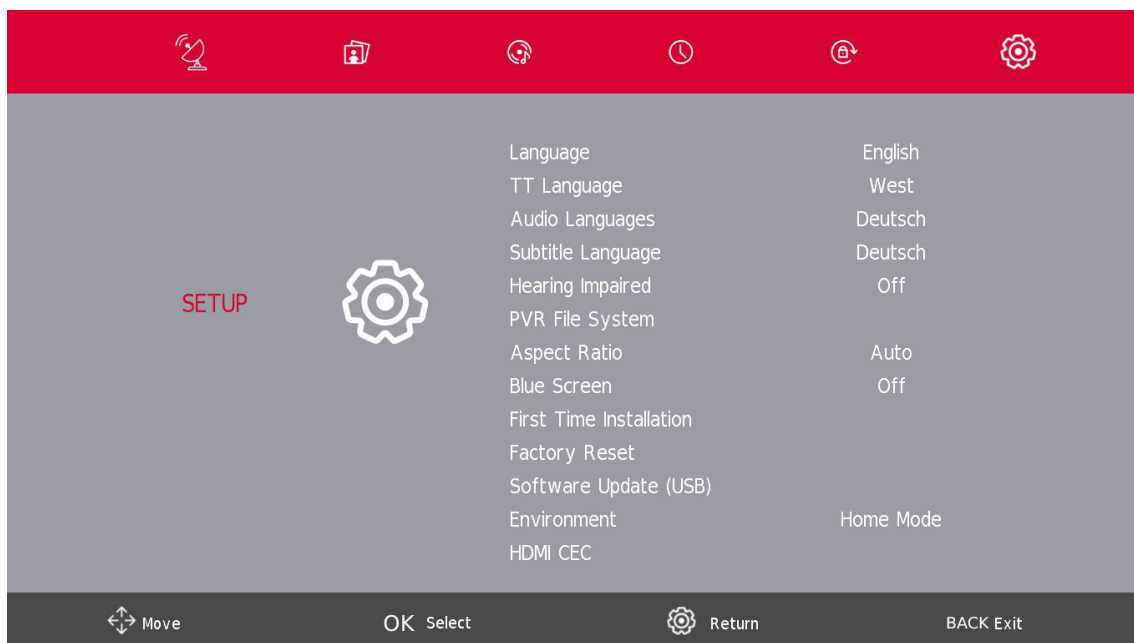 SETUP
Language English
TT Language West
Audio Languages Deutsch
Subtitle Language Deutsch
Hearing Impaired Off
PVR File System
Aspect Ratio Auto
Blue Screen Off
First Time Installation
Factory Reset
Software Update (USB)
Environment Home Mode
HDMI CEC
Move OK Select Return BACK Exit